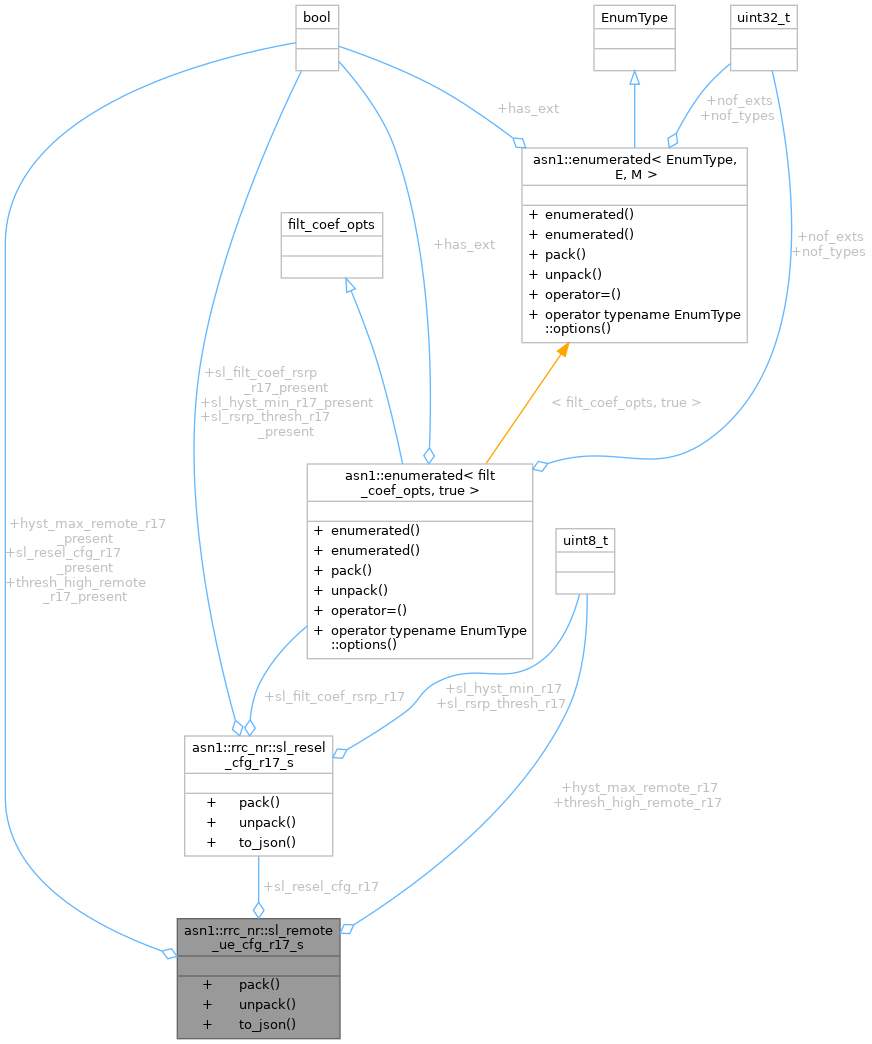 bool
EnumType
uint32_t
+has_ext
+nof_exts
+nof_types
asn1::enumerated< EnumType,
E, M >
+ enumerated()
+ enumerated()
+ pack()
+ unpack()
+ operator=()
+ operator typename EnumType
::options()
filt_coef_opts
+has_ext
+nof_exts
+nof_types
+sl_filt_coef_rsrp
_r17_present
+sl_hyst_min_r17_present
+sl_rsrp_thresh_r17
_present
< filt_coef_opts, true >
asn1::enumerated< filt
_coef_opts, true >
+ enumerated()
+ enumerated()
+ pack()
+ unpack()
+ operator=()
+ operator typename EnumType
::options()
uint8_t
+hyst_max_remote_r17
_present
+sl_resel_cfg_r17
_present
+thresh_high_remote
_r17_present
+sl_filt_coef_rsrp_r17
+sl_hyst_min_r17
+sl_rsrp_thresh_r17
asn1::rrc_nr::sl_resel
_cfg_r17_s
+ pack()
+ unpack()
+ to_json()
+hyst_max_remote_r17
+thresh_high_remote_r17
+sl_resel_cfg_r17
asn1::rrc_nr::sl_remote
_ue_cfg_r17_s
+ pack()
+ unpack()
+ to_json()